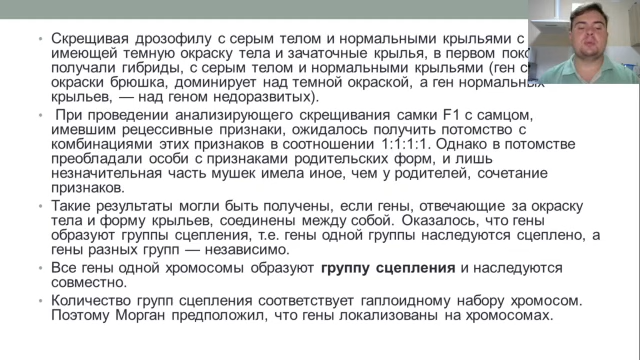 Скрещивая дрозофилу с серым телом и нормальными крыльями с
имеющей темную окраску тела и зачаточные крылья, в первом
получали гибриды, с серым телом и нормальными крыльями (ген
окраски брюшка, доминирует над темной окраской, а ген нормальных
крыльев, — над геном недоразвитых).
При проведении анализирующего скрещивания самки F1 с самцом,
имевшим рецессивные признаки, ожидалось получить потомство с
комбинациями этих признаков в соотношении 1:1:1:1. Однако в потомстве
преобладали особи с признаками родительских форм, и лишь
незначительная часть мушек имела иное, чем у родителей, сочетание
признаков.
Такие результаты могли быть получены, если гены, отвечающие за окраску
тела и форму крыльев, соединены между собой. Оказалось, что гены
образуют группы сцепления, т.е. гены одной группы наследуются сцеплено, а
гены разных групп — независимо.
Все гены одной хромосомы образуют группу сцепления и наследуются
совместно.
Количество групп сцепления соответствует гаплоидному набору хромосом.
Поэтому Морган предположил, что гены локализованы на хромосомах.